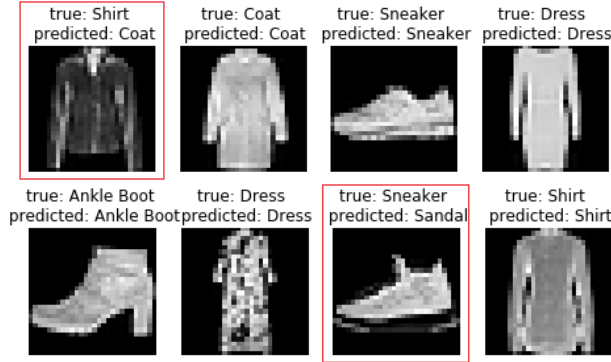 true: Shirt
predicted: Coat
true: Coat
predicted: Coat
true: Sneaker
predicted: Sneaker
true: Dress
predicted: Dress
true: Ankle Boot
predicted: Ankle Boot
true: Dress
predicted: Dress
true: Sneaker
predicted: Sandal
true: Shirt
predicted: Shirt